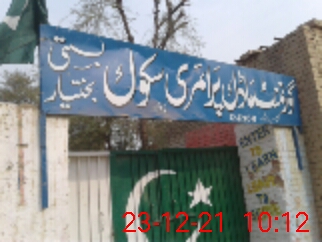 گورنمنٹ ماڈل پرائمری سکول بستی بختیار
ENTER
TO
LEARN
23-12-21 10:12